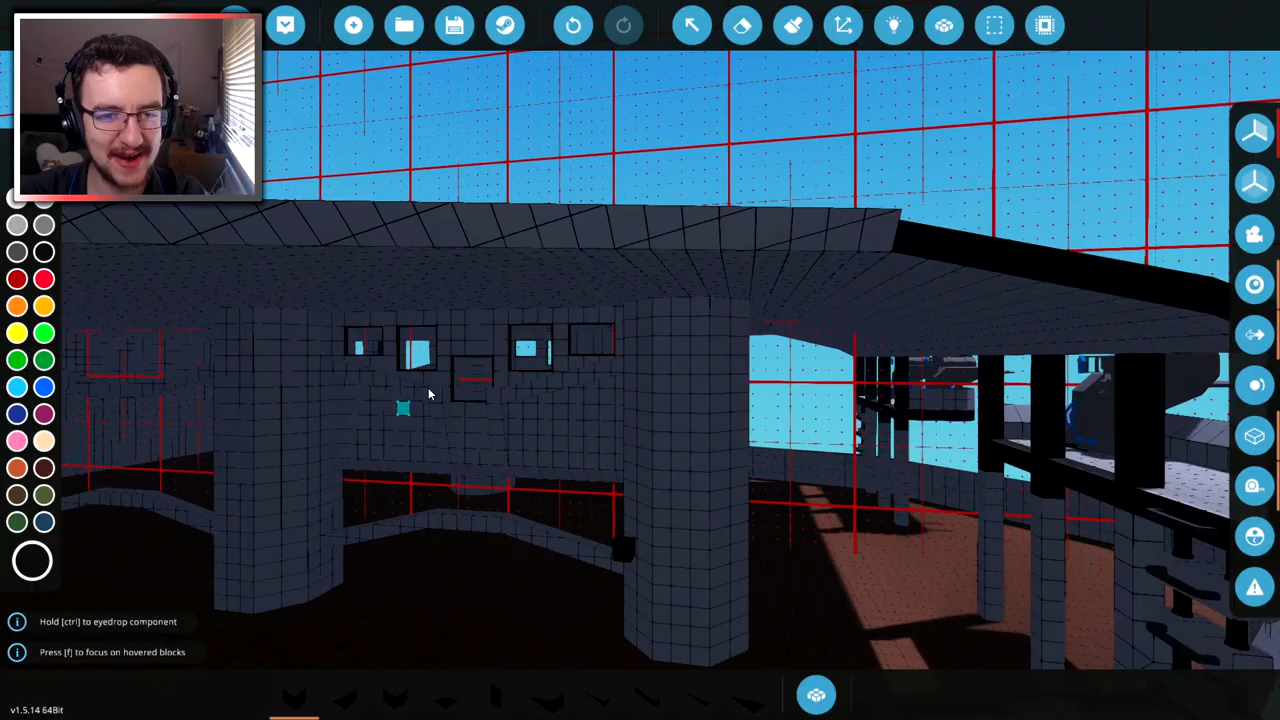 Hold [ctrl] to eyedrop component
Press [f] to focus on hovered blocks
v1.5.14 64Bit